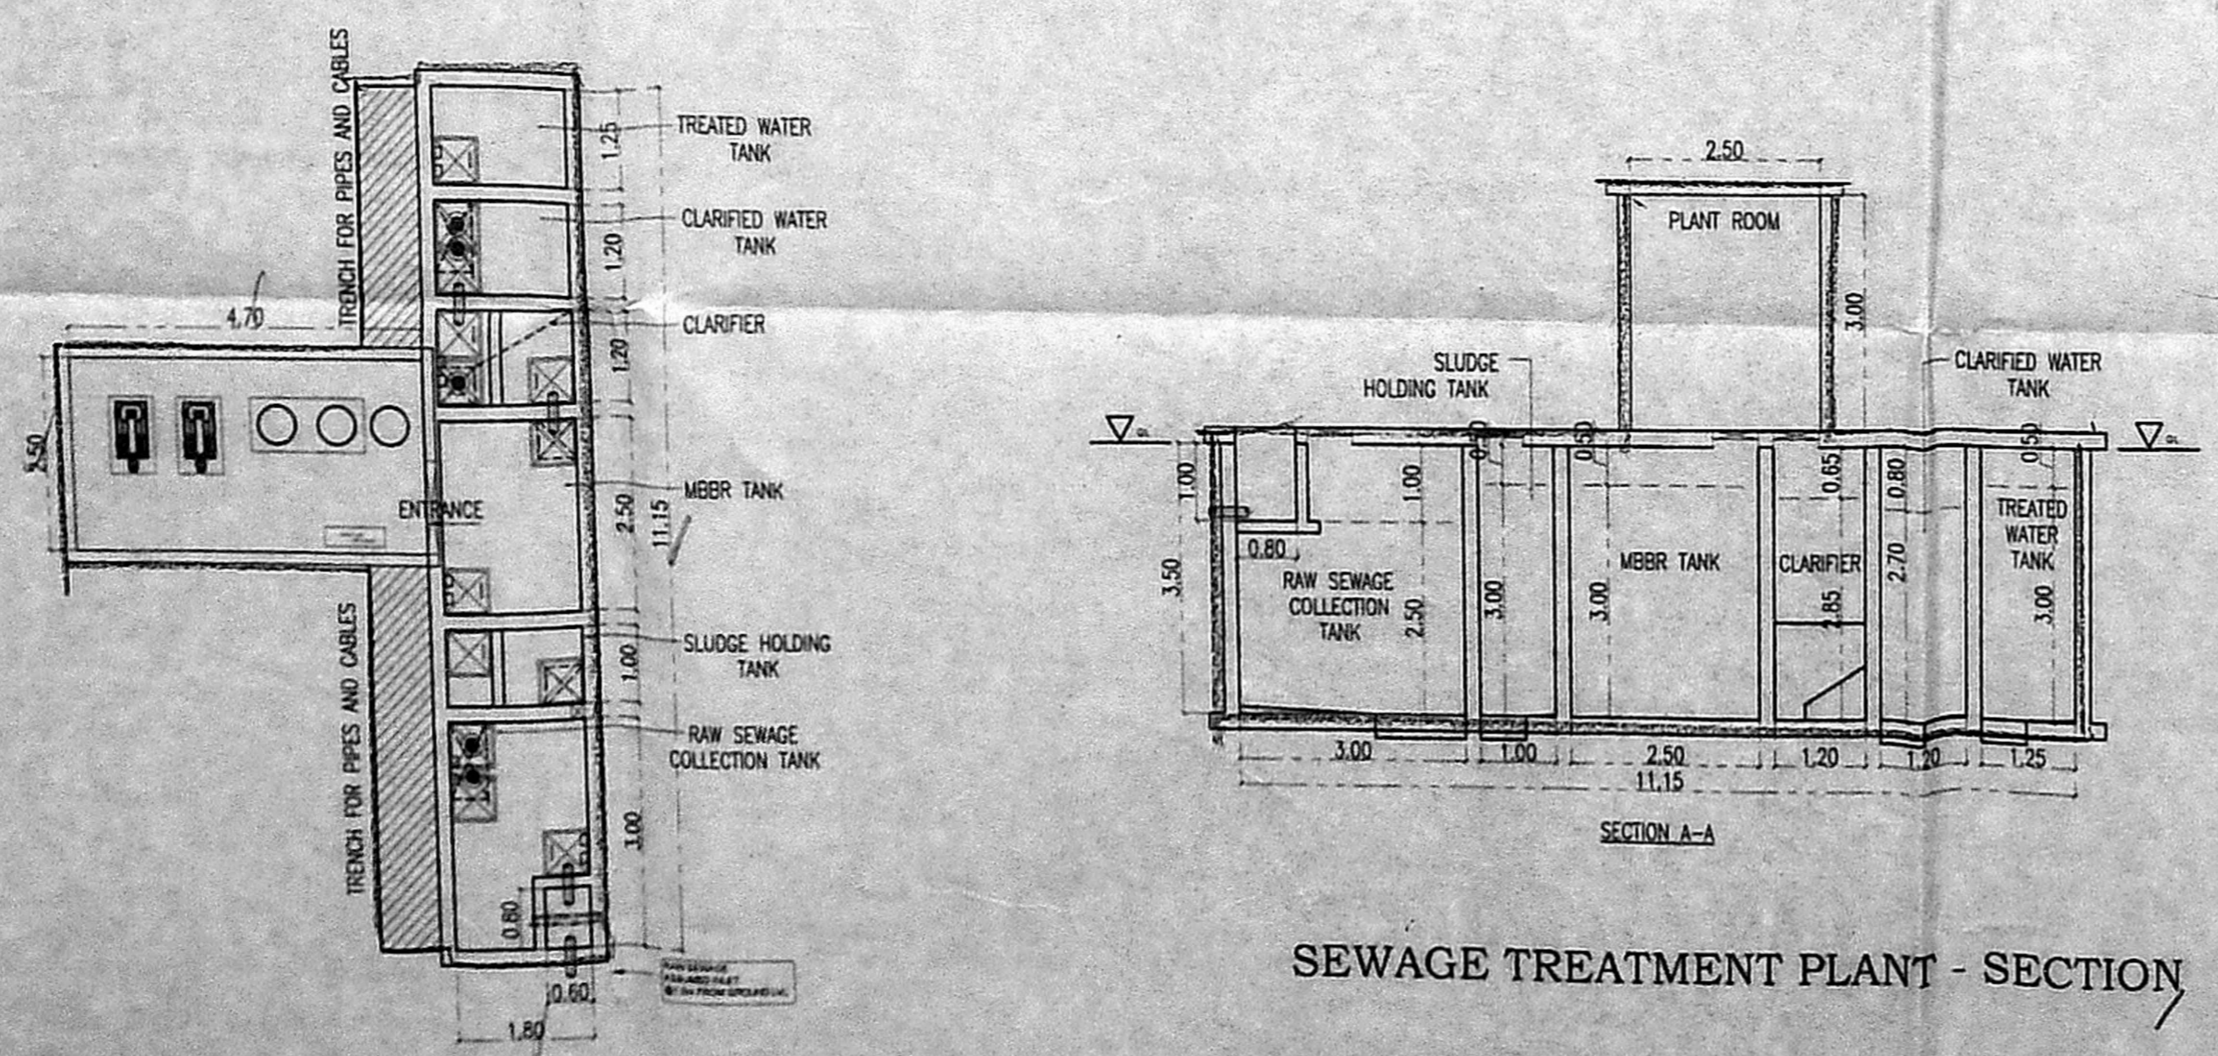 TRENCH FOR PIPES AND CABLES
TREATED WATER
TANK
1.25
CLARIFIED WATER
TANK
1.20
4.70
CLARIFIER
1.20
2.50
ENTRANCE
MBBR TANK
2.50
11.15
SLUDGE HOLDING
TANK
1.00
TRENCH FOR PIPES AND CABLES
RAW SEWAGE
COLLECTION TANK
3.00
0.80
0.60
1.80
2.50
PLANT ROOM
3.00
SLUDGE
HOLDING TANK
CLARIFIED WATER
TANK
GL
GL
1.00
1.00
0.50
0.50
0.65
0.80
0.50
TREATED
WATER
TANK
0.80
3.50
RAW SEWAGE
COLLECTION
TANK
2.50
3.00
MBBR TANK
3.00
CLARIFIER
2.85
2.70
3.00
3.00 1.00 2.50 1.20 1.20 1.25
11.15
SECTION A-A
SEWAGE TREATMENT PLANT - SECTION